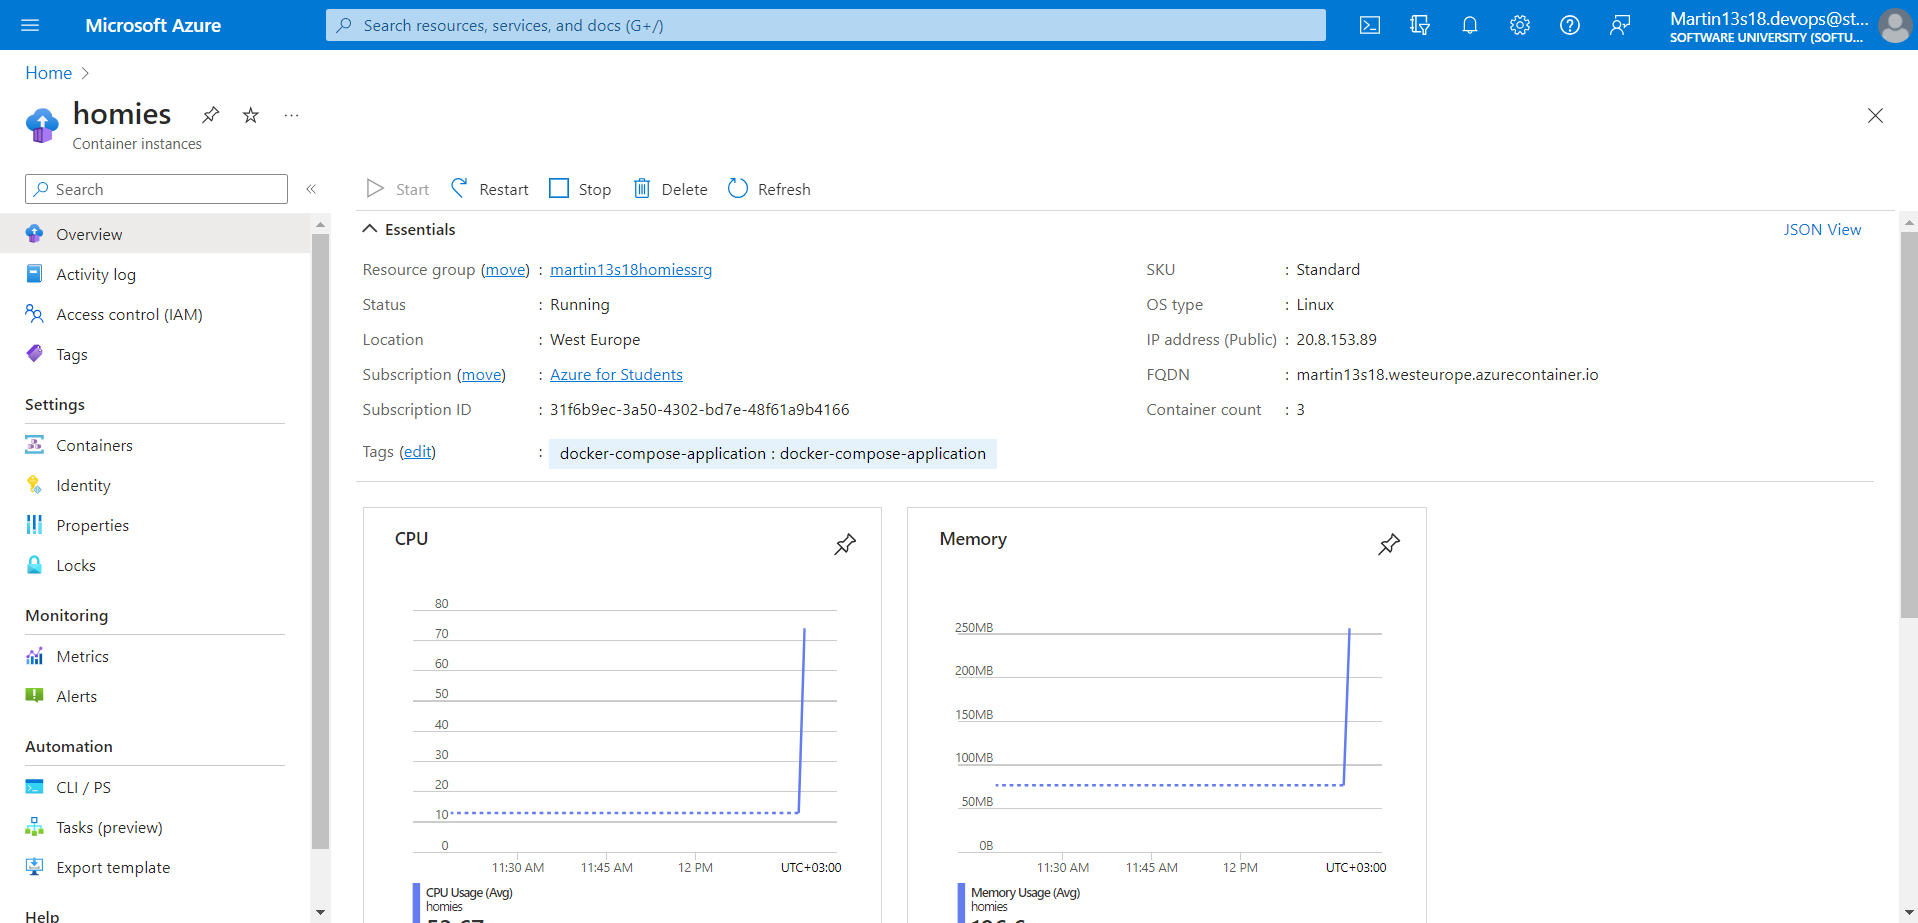 Microsoft Azure
Search resources, services, and docs (G+/)
Martin13s18.devops@st...
SOFTWARE UNIVERSITY (SOFTU...
Home
homies
Container instances
Search
Start
Restart
Stop
Delete
Refresh
Overview
Activity log
Access control (IAM)
Tags
Settings
Containers
Identity
Properties
Locks
Monitoring
Metrics
Alerts
Automation
CLI / PS
Tasks (preview)
Export template
Help
Essentials
JSON View
Resource group (move) : martin13s18homiessrg
Status : Running
Location : West Europe
Subscription (move) : Azure for Students
Subscription ID : 31f6b9ec-3a50-4302-bd7e-48f61a9b4166
Tags (edit) : docker-compose-application : docker-compose-application
SKU : Standard
OS type : Linux
IP address (Public) : 20.8.153.89
FQDN : martin13s18.westeurope.azurecontainer.io
Container count : 3
CPU
80
70
60
50
40
30
20
10
0
11:30 AM 11:45 AM 12 PM UTC+03:00
CPU Usage (Avg)
homies
Memory
250MB
200MB
150MB
100MB
50MB
0B
11:30 AM 11:45 AM 12 PM UTC+03:00
Memory Usage (Avg)
homies